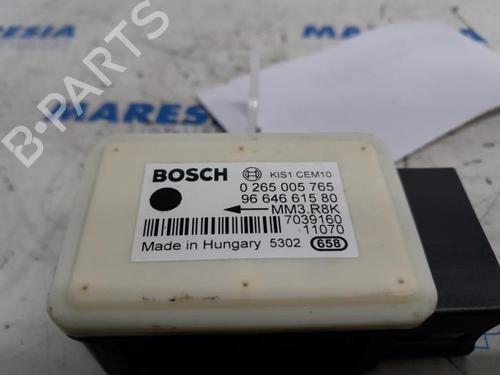 MARESIA
B-PARTS
BOSCH KIS1 CEM10
0 265 005 765
96 646 615 80
MM3.R8K
7039160
11070
Made in Hungary 5302 658